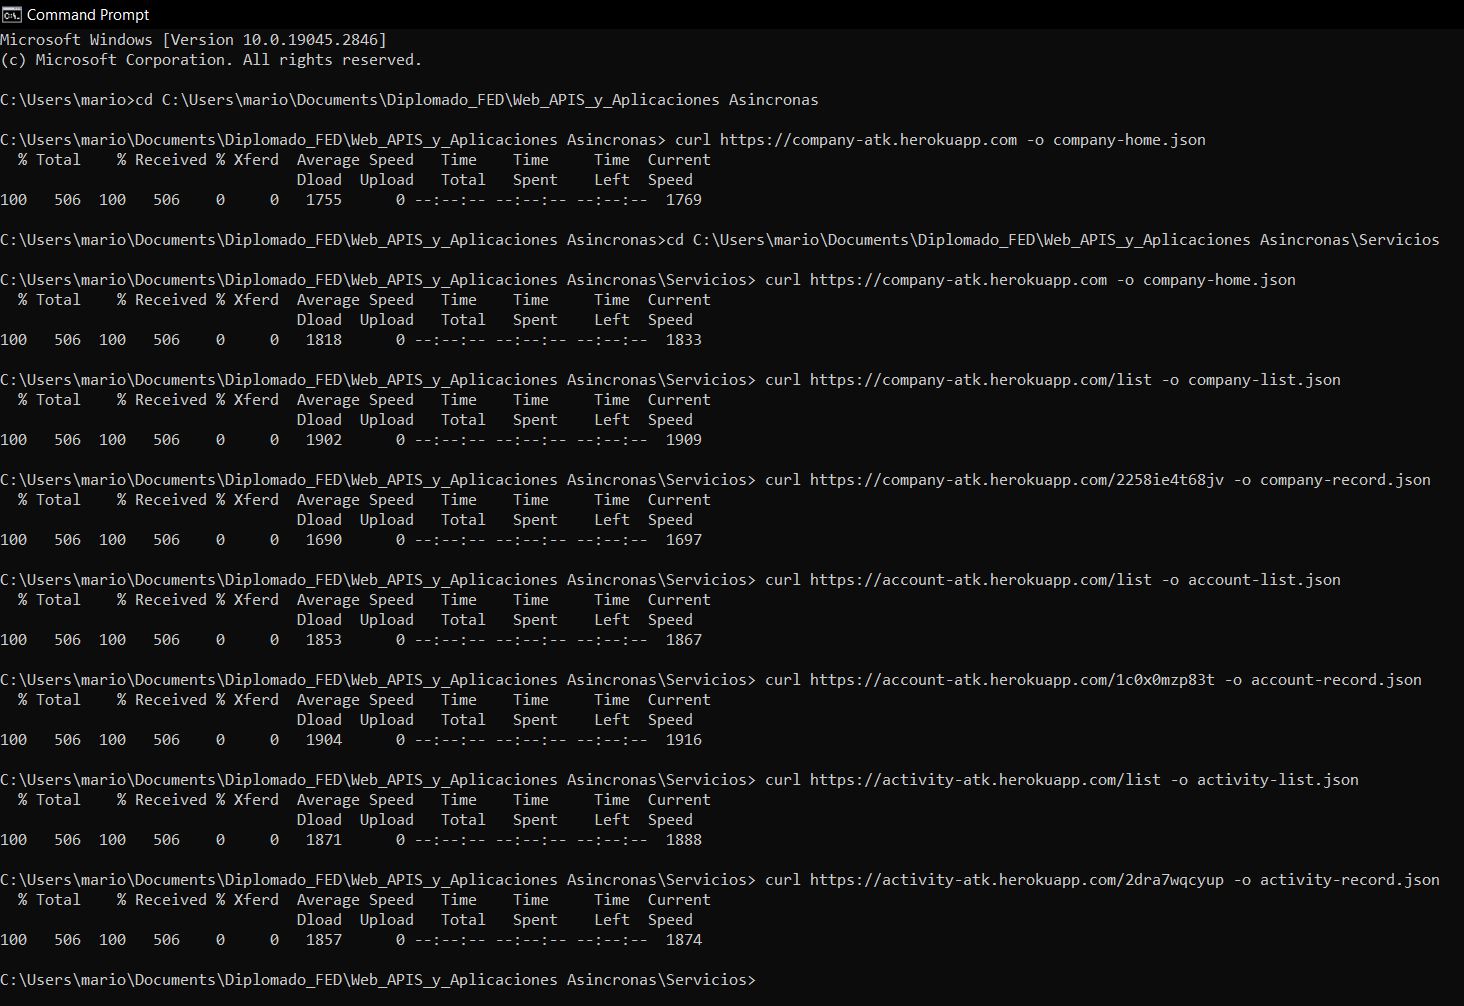 Command Prompt
Microsoft Windows [Version 10.0.19045.2846]
(c) Microsoft Corporation. All rights reserved.
C:\Users\mario>cd C:\Users\mario\Documents\Diplomado_FED\Web_APIS_y_Aplicaciones Asincronas
C:\Users\mario\Documents\Diplomado_FED\Web_APIS_y_Aplicaciones Asincronas> curl https://company-atk.herokuapp.com -o company-home.json
  % Total    % Received % Xferd  Average Speed   Time    Time     Time  Current
                                 Dload  Upload   Total   Spent    Left  Speed
100   506  100   506    0     0   1755      0 --:--:-- --:--:-- --:--:--  1769
C:\Users\mario\Documents\Diplomado_FED\Web_APIS_y_Aplicaciones Asincronas>cd C:\Users\mario\Documents\Diplomado_FED\Web_APIS_y_Aplicaciones Asincronas\Servicios
C:\Users\mario\Documents\Diplomado_FED\Web_APIS_y_Aplicaciones Asincronas\Servicios> curl https://company-atk.herokuapp.com -o company-home.json
  % Total    % Received % Xferd  Average Speed   Time    Time     Time  Current
                                 Dload  Upload   Total   Spent    Left  Speed
100   506  100   506    0     0   1818      0 --:--:-- --:--:-- --:--:--  1833
C:\Users\mario\Documents\Diplomado_FED\Web_APIS_y_Aplicaciones Asincronas\Servicios> curl https://company-atk.herokuapp.com/list -o company-list.json
  % Total    % Received % Xferd  Average Speed   Time    Time     Time  Current
                                 Dload  Upload   Total   Spent    Left  Speed
100   506  100   506    0     0   1902      0 --:--:-- --:--:-- --:--:--  1909
C:\Users\mario\Documents\Diplomado_FED\Web_APIS_y_Aplicaciones Asincronas\Servicios> curl https://company-atk.herokuapp.com/2258ie4t68jv -o company-record.json
  % Total    % Received % Xferd  Average Speed   Time    Time     Time  Current
                                 Dload  Upload   Total   Spent    Left  Speed
100   506  100   506    0     0   1690      0 --:--:-- --:--:-- --:--:--  1697
C:\Users\mario\Documents\Diplomado_FED\Web_APIS_y_Aplicaciones Asincronas\Servicios> curl https://account-atk.herokuapp.com/list -o account-list.json
  % Total    % Received % Xferd  Average Speed   Time    Time     Time  Current
                                 Dload  Upload   Total   Spent    Left  Speed
100   506  100   506    0     0   1853      0 --:--:-- --:--:-- --:--:--  1867
C:\Users\mario\Documents\Diplomado_FED\Web_APIS_y_Aplicaciones Asincronas\Servicios> curl https://account-atk.herokuapp.com/1c0x0mzp83t -o account-record.json
  % Total    % Received % Xferd  Average Speed   Time    Time     Time  Current
                                 Dload  Upload   Total   Spent    Left  Speed
100   506  100   506    0     0   1904      0 --:--:-- --:--:-- --:--:--  1916
C:\Users\mario\Documents\Diplomado_FED\Web_APIS_y_Aplicaciones Asincronas\Servicios> curl https://activity-atk.herokuapp.com/list -o activity-list.json
  % Total    % Received % Xferd  Average Speed   Time    Time     Time  Current
                                 Dload  Upload   Total   Spent    Left  Speed
100   506  100   506    0     0   1871      0 --:--:-- --:--:-- --:--:--  1888
C:\Users\mario\Documents\Diplomado_FED\Web_APIS_y_Aplicaciones Asincronas\Servicios> curl https://activity-atk.herokuapp.com/2dra7wqcyup -o activity-record.json
  % Total    % Received % Xferd  Average Speed   Time    Time     Time  Current
                                 Dload  Upload   Total   Spent    Left  Speed
100   506  100   506    0     0   1857      0 --:--:-- --:--:-- --:--:--  1874
C:\Users\mario\Documents\Diplomado_FED\Web_APIS_y_Aplicaciones Asincronas\Servicios>